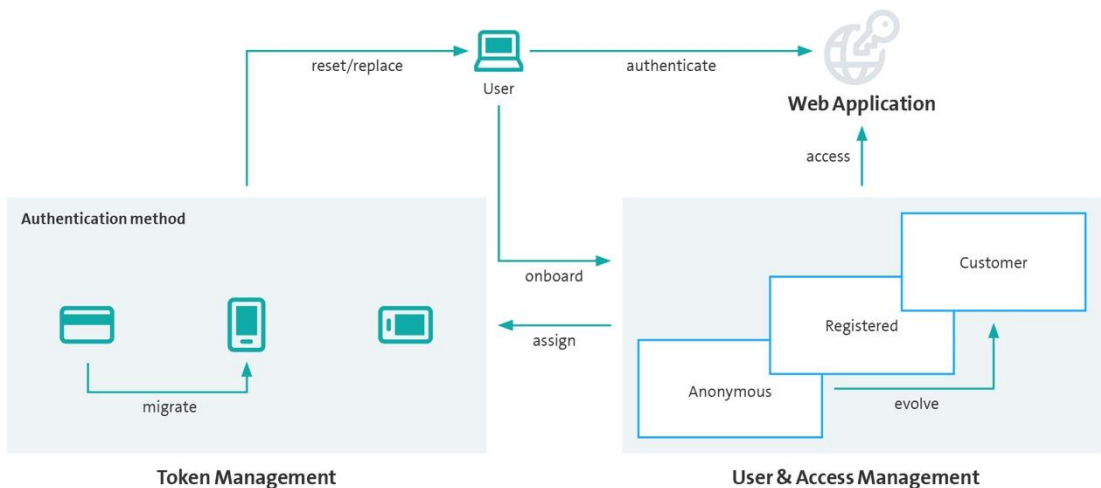 reset/replace
authenticate
User
Web Application
access
Authentication method
Customer
onboard
Registered
assign
Anonymous
migrate
evolve
Token Management
User & Access Management